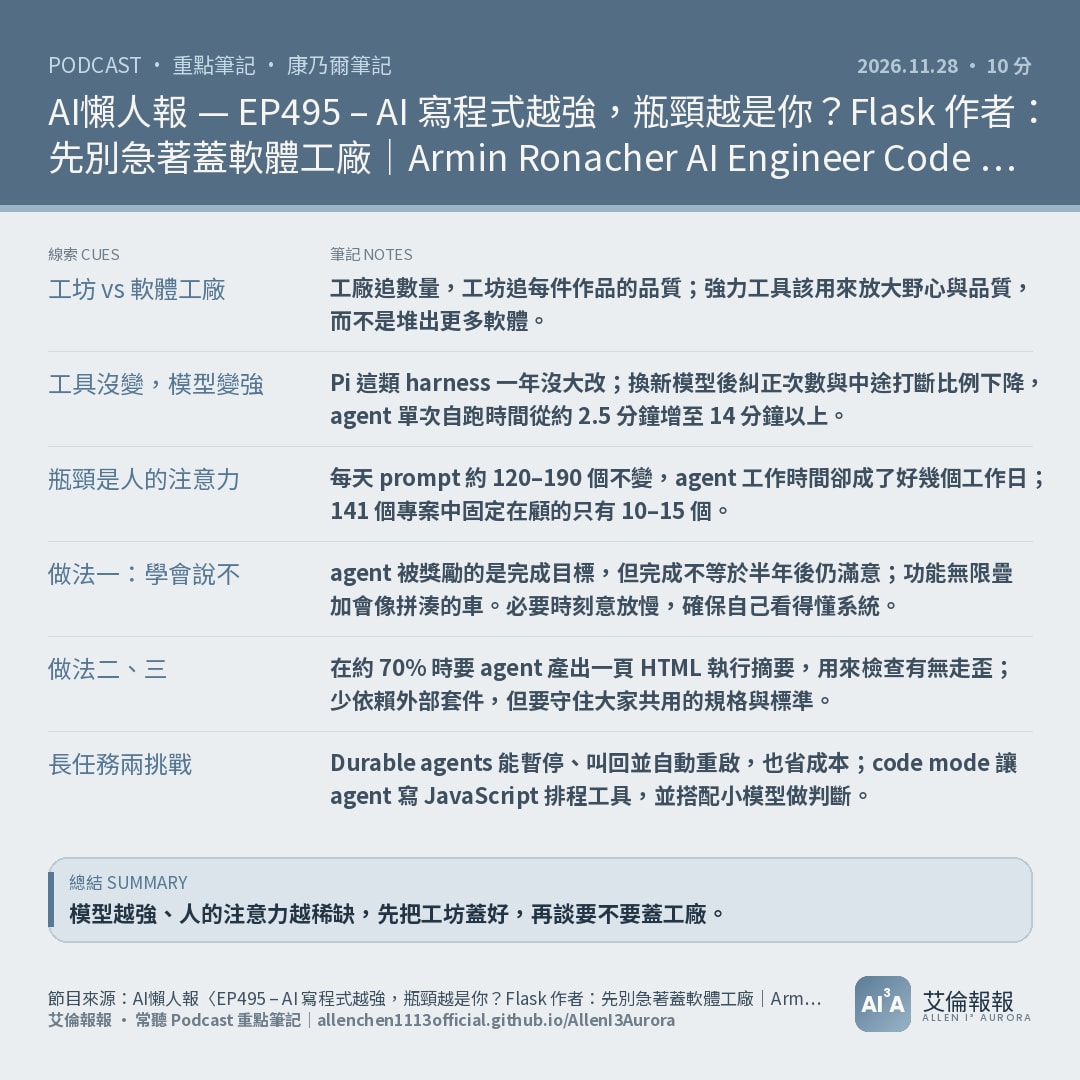 PODCAST · 重點筆記 · 康乃爾筆記
2026.11.28 · 10 分
AI懶人報 — EP495 – AI 寫程式越強，瓶頸越是你？Flask 作者：
先別急著蓋軟體工廠｜Armin Ronacher AI Engineer Code …
線索 CUES
筆記 NOTES
工坊 vs 軟體工廠
工廠追數量，工坊追每件作品的品質；強力工具該用來放大野心與品質，
而不是堆出更多軟體。
工具沒變，模型變強
Pi 這類 harness 一年沒大改；換新模型後糾正次數與中途打斷比例下降，
agent 單次自跑時間從約 2.5 分鐘增至 14 分鐘以上。
瓶頸是人的注意力
每天 prompt 約 120–190 個不變，agent 工作時間卻成了好幾個工作日；
141 個專案中固定在顧的只有 10–15 個。
做法一：學會說不
agent 被獎勵的是完成目標，但完成不等於半年後仍滿意；功能無限疊
加會像拼湊的車。必要時刻意放慢，確保自己看得懂系統。
做法二、三
在約 70% 時要 agent 產出一頁 HTML 執行摘要，用來檢查有無走歪；
少依賴外部套件，但要守住大家共用的規格與標準。
長任務兩挑戰
Durable agents 能暫停、叫回並自動重啟，也省成本；code mode 讓
agent 寫 JavaScript 排程工具，並搭配小模型做判斷。
總結 SUMMARY
模型越強、人的注意力越稀缺，先把工坊蓋好，再談要不要蓋工廠。
節目來源：AI懶人報〈EP495 – AI 寫程式越強，瓶頸越是你？Flask 作者：先別急著蓋軟體工廠｜Arm…
艾倫報報 · 常聽 Podcast 重點筆記｜allenchen1113official.github.io/AllenI3Aurora
AI³A
艾倫報報
ALLEN I³ AURORA